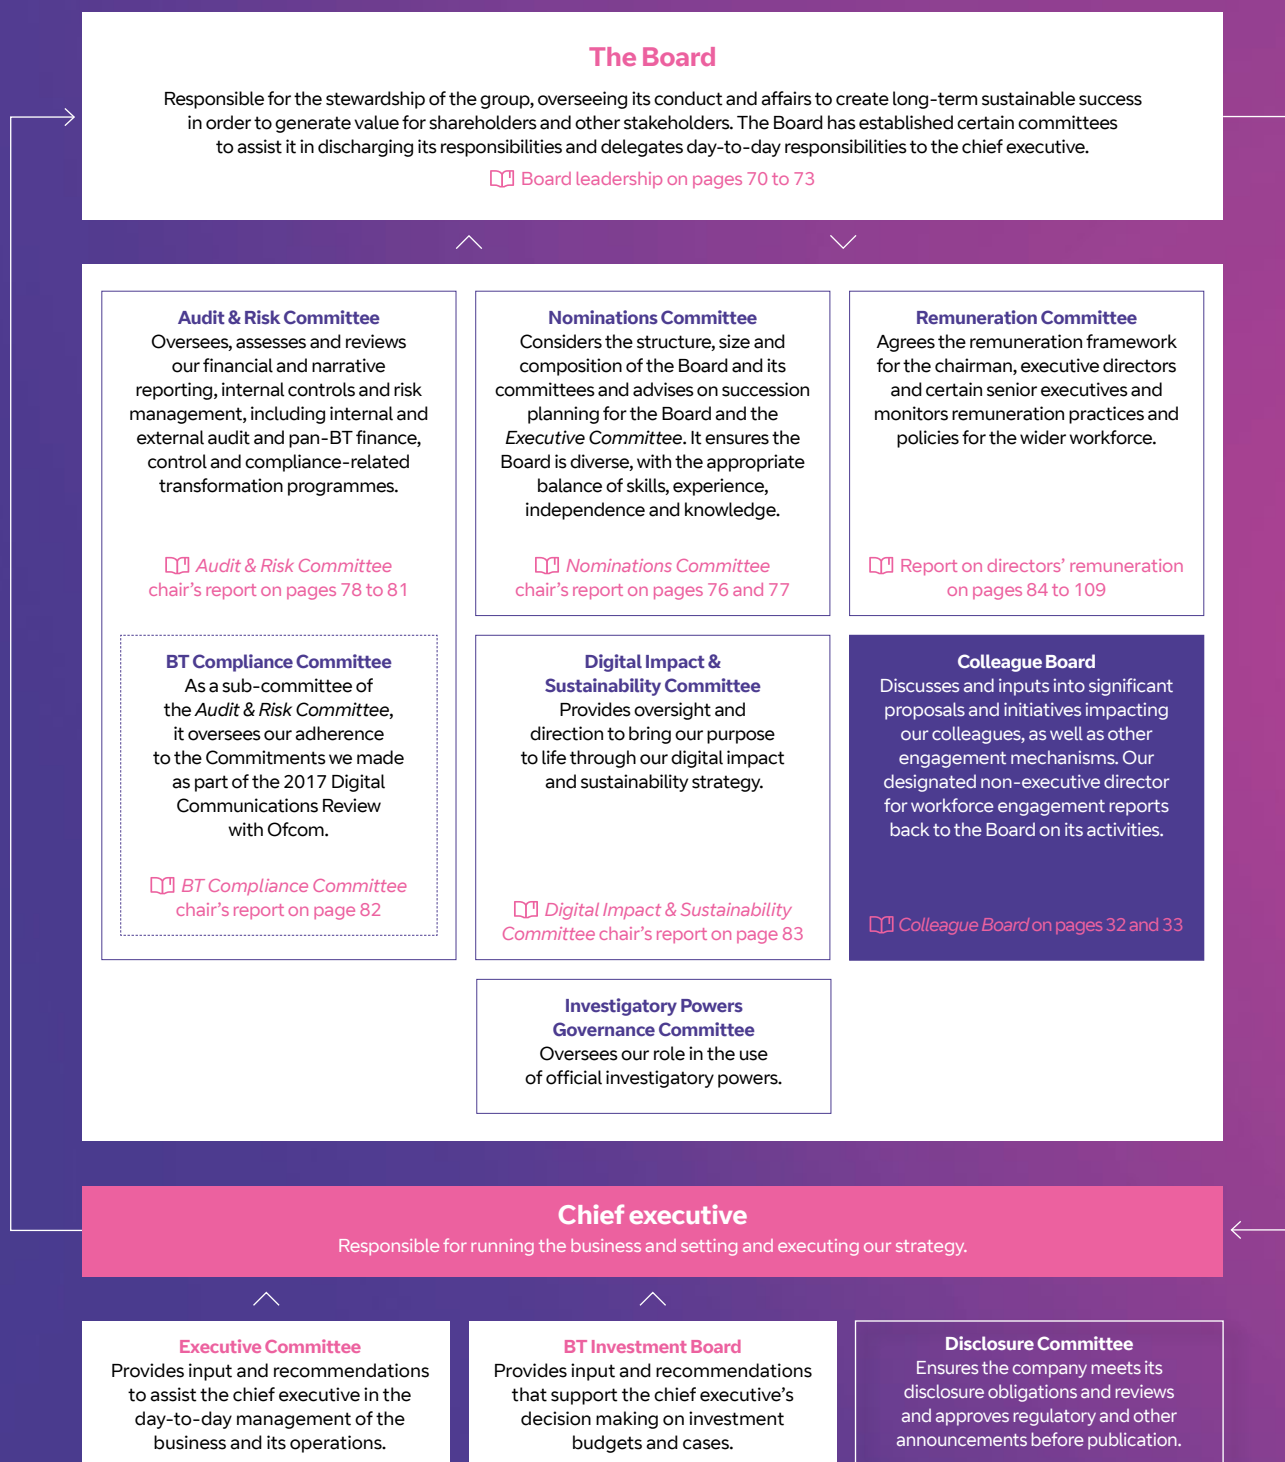 The Board
Responsible for the stewardship of the group, overseeing its conduct and affairs to create long-term sustainable success
in order to generate value for shareholders and other stakeholders. The Board has established certain committees
to assist it in discharging its responsibilities and delegates day-to-day responsibilities to the chief executive.
Board leadership on pages 70 to 73
Audit & Risk Committee
Oversees, assesses and reviews
our financial and narrative
reporting, internal controls and risk
management, including internal and
external audit and pan-BT finance,
control and compliance-related
transformation programmes.
Audit & Risk Committee
chair's report on pages 78 to 81
Nominations Committee
Considers the structure, size and
composition of the Board and its
committees and advises on succession
planning for the Board and the
Executive Committee. It ensures the
Board is diverse, with the appropriate
balance of skills, experience,
independence and knowledge.
Nominations Committee
chair's report on pages 76 and 77
Remuneration Committee
Agrees the remuneration framework
for the chairman, executive directors
and certain senior executives and
monitors remuneration practices and
policies for the wider workforce.
Report on directors' remuneration
on pages 84 to 109
BT Compliance Committee
As a sub-committee of
the Audit & Risk Committee,
it oversees our adherence
to the Commitments we made
as part of the 2017 Digital
Communications Review
with Ofcom.
BT Compliance Committee
chair's report on page 82
Digital Impact &
Sustainability Committee
Provides oversight and
direction to bring our purpose
to life through our digital impact
and sustainability strategy.
Digital Impact & Sustainability
Committee chair's report on page 83
Colleague Board
Discusses and inputs into significant
proposals and initiatives impacting
our colleagues, as well as other
engagement mechanisms. Our
designated non-executive director
for workforce engagement reports
back to the Board on its activities.
Colleague Board on pages 32 and 33
Investigatory Powers
Governance Committee
Oversees our role in the use
of official investigatory powers.
Chief executive
Responsible for running the business and setting and executing our strategy.
Executive Committee
Provides input and recommendations
to assist the chief executive in the
day-to-day management of the
business and its operations.
BT Investment Board
Provides input and recommendations
that support the chief executive's
decision making on investment
budgets and cases.
Disclosure Committee
Ensures the company meets its
disclosure obligations and reviews
and approves regulatory and other
announcements before publication.